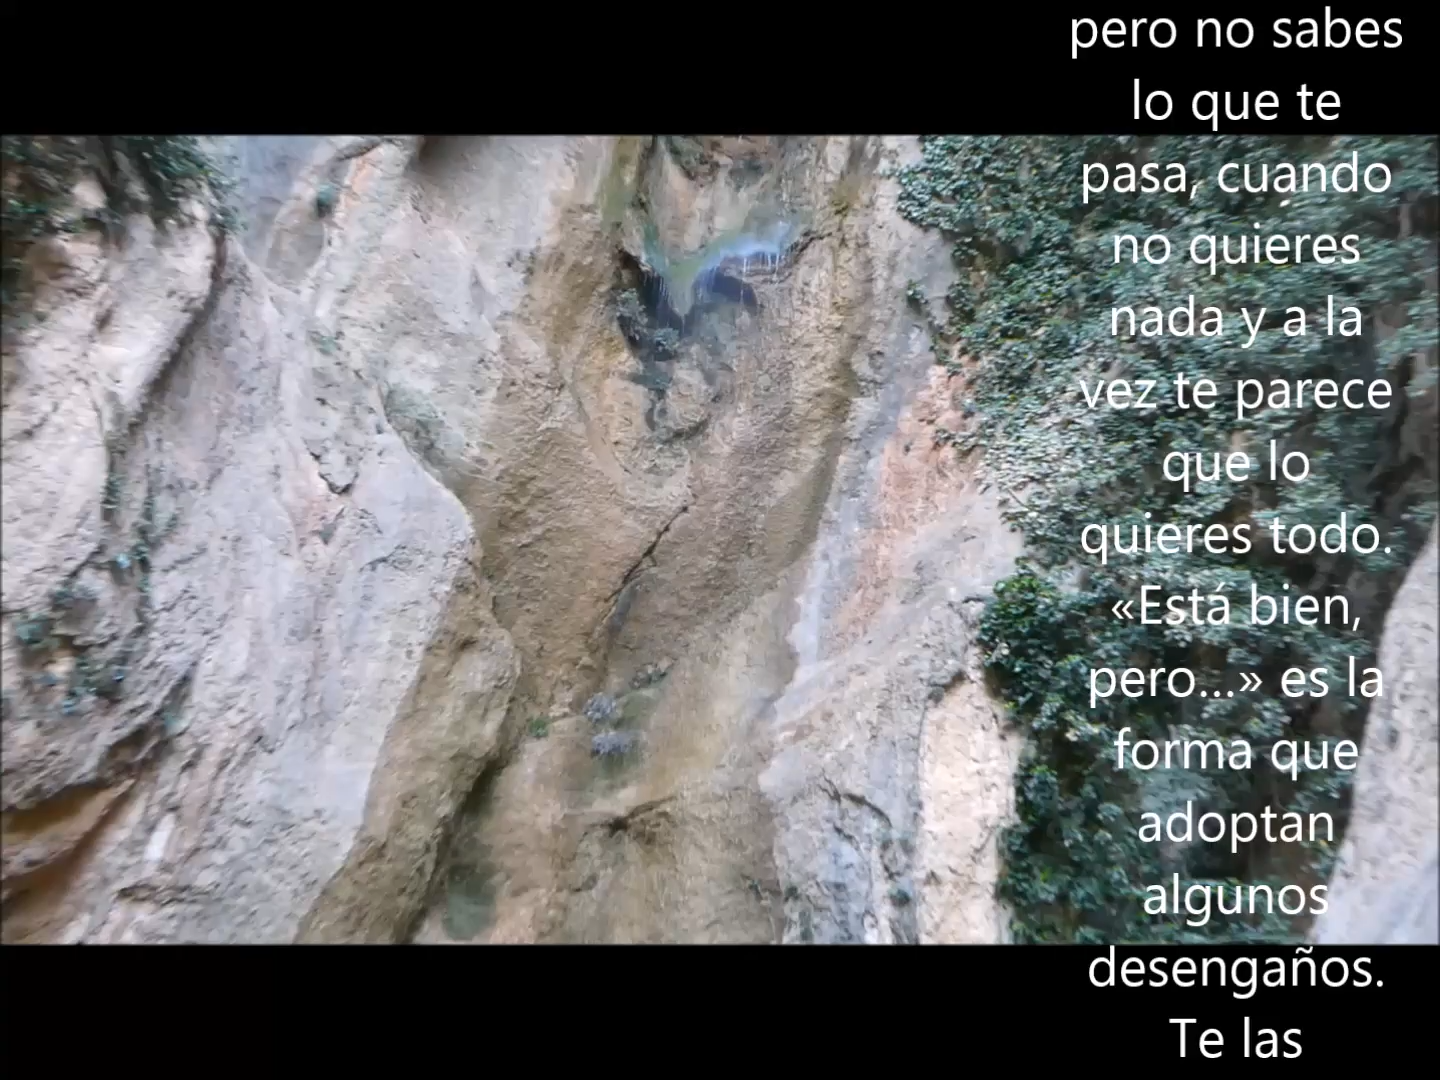 pero no sabes
lo que te
pasa, cuando
no quieres
nada y a la
vez te parece
que lo
quieres todo.
«Está bien,
pero...» es la
forma que
adoptan
algunos
desengaños.
Te las